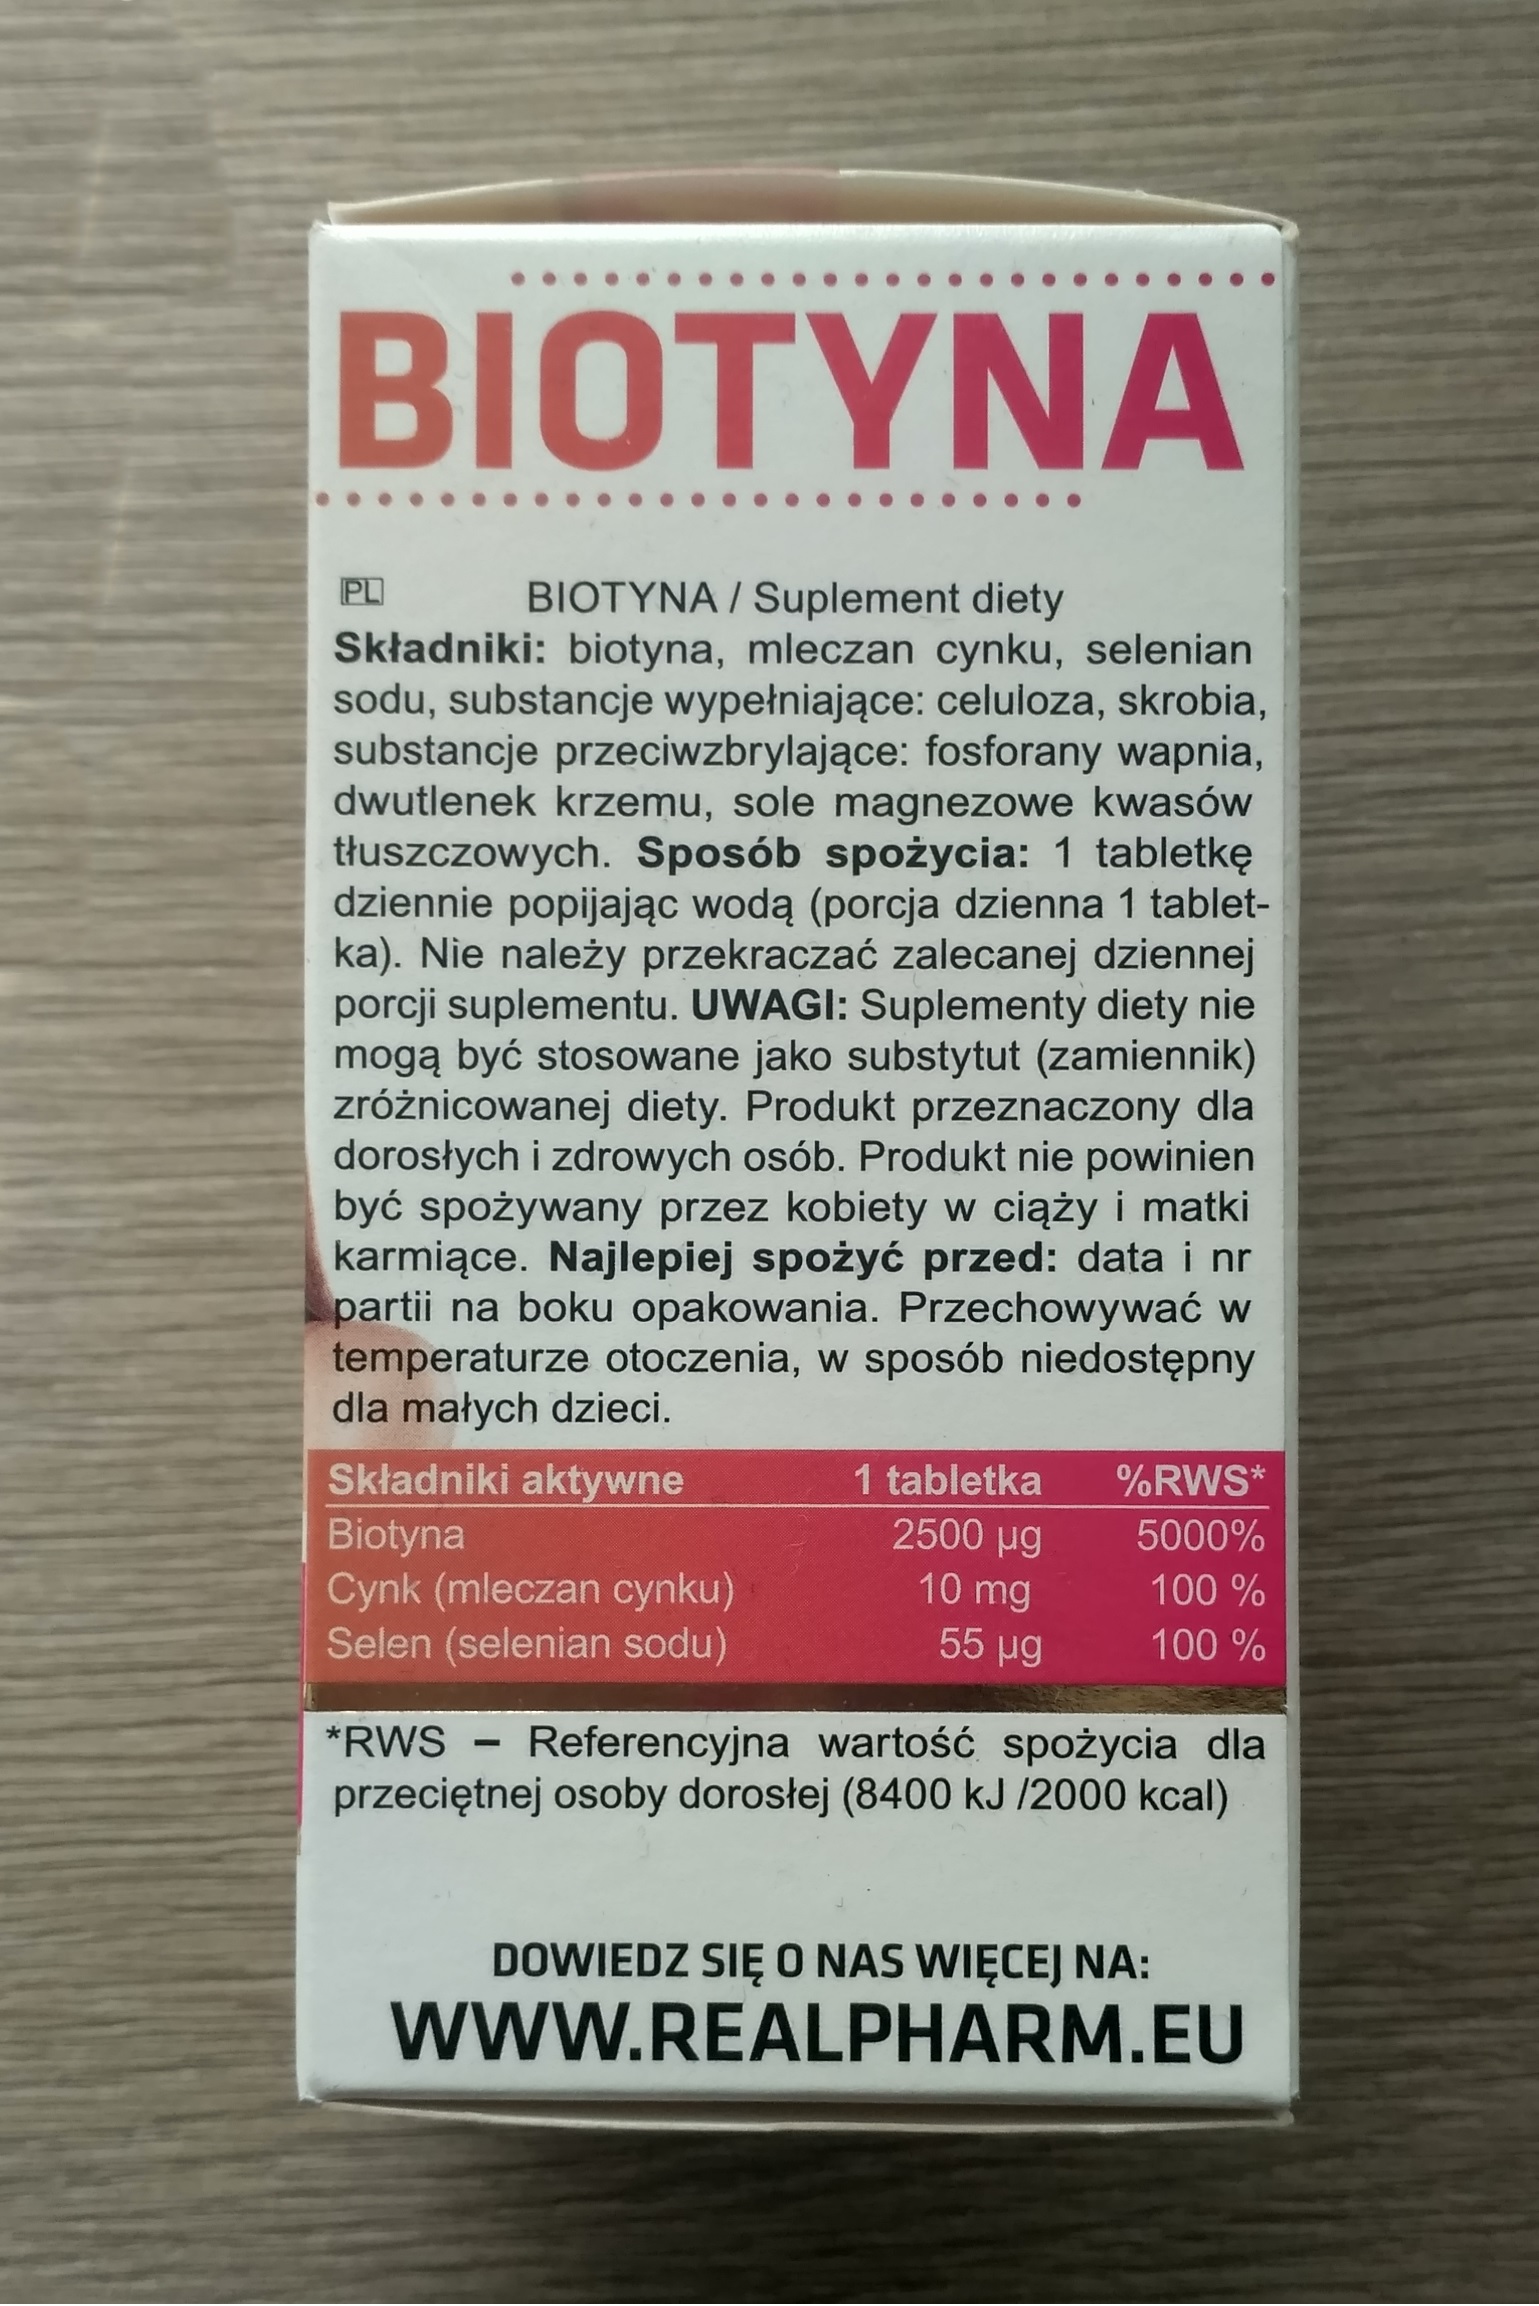 BIOTYNA
PL BIOTYNA / Suplement diety
Składniki: biotyna, mleczan cynku, selenian
sodu, substancje wypełniające: celuloza, skrobia,
substancje przeciwzbrylające: fosforany wapnia,
dwutlenek krzemu, sole magnezowe kwasów
tłuszczowych. Sposób spożycia: 1 tabletkę
dziennie popijając wodą (porcja dzienna 1 tablet-
ka). Nie należy przekraczać zalecanej dziennej
porcji suplementu. UWAGI: Suplementy diety nie
mogą być stosowane jako substytut (zamiennik)
zróżnicowanej diety. Produkt przeznaczony dla
dorosłych i zdrowych osób. Produkt nie powinien
być spożywany przez kobiety w ciąży i matki
karmiące. Najlepiej spożyć przed: data i nr
partii na boku opakowania. Przechowywać w
temperaturze otoczenia, w sposób niedostępny
dla małych dzieci.
Składniki aktywne 1 tabletka %RWS*
Biotyna 2500 µg 5000%
Cynk (mleczan cynku) 10 mg 100 %
Selen (selenian sodu) 55 µg 100 %
*RWS – Referencyjna wartość spożycia dla
przeciętnej osoby dorosłej (8400 kJ /2000 kcal)
DOWIEDZ SIĘ O NAS WIĘCEJ NA:
WWW.REALPHARM.EU